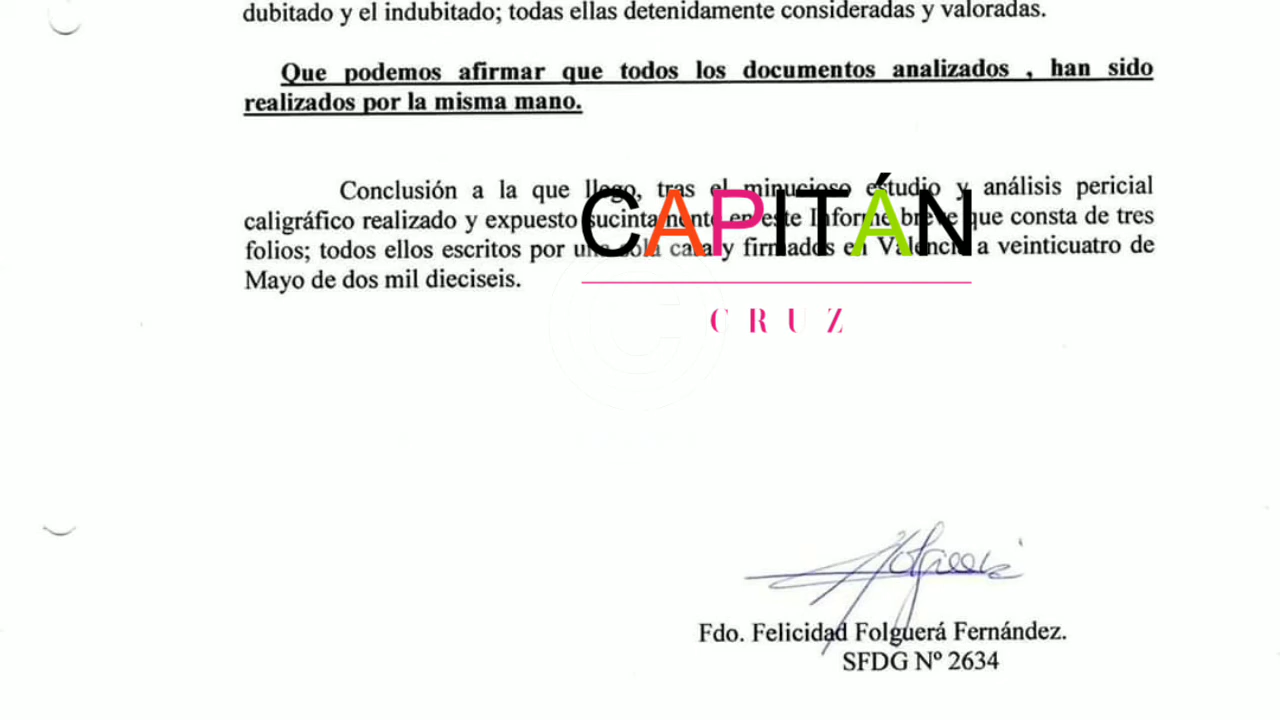 dubitado y el indubitado; todas ellas detenidamente consideradas y valoradas.
Que podemos afirmar que todos los documentos analizados , han sido
realizados por la misma mano.
Conclusión a la que llego, tras el minucioso estudio y análisis pericial
caligráfico realizado y expuesto sucintamente en este Informe breve que consta de tres
folios; todos ellos escritos por una sola cara y firmados en Valencia a veinticuatro de
Mayo de dos mil dieciseis.
CAPITÁN
CRUZ
Fdo. Felicidad Folguerá Fernández.
SFDG Nº 2634